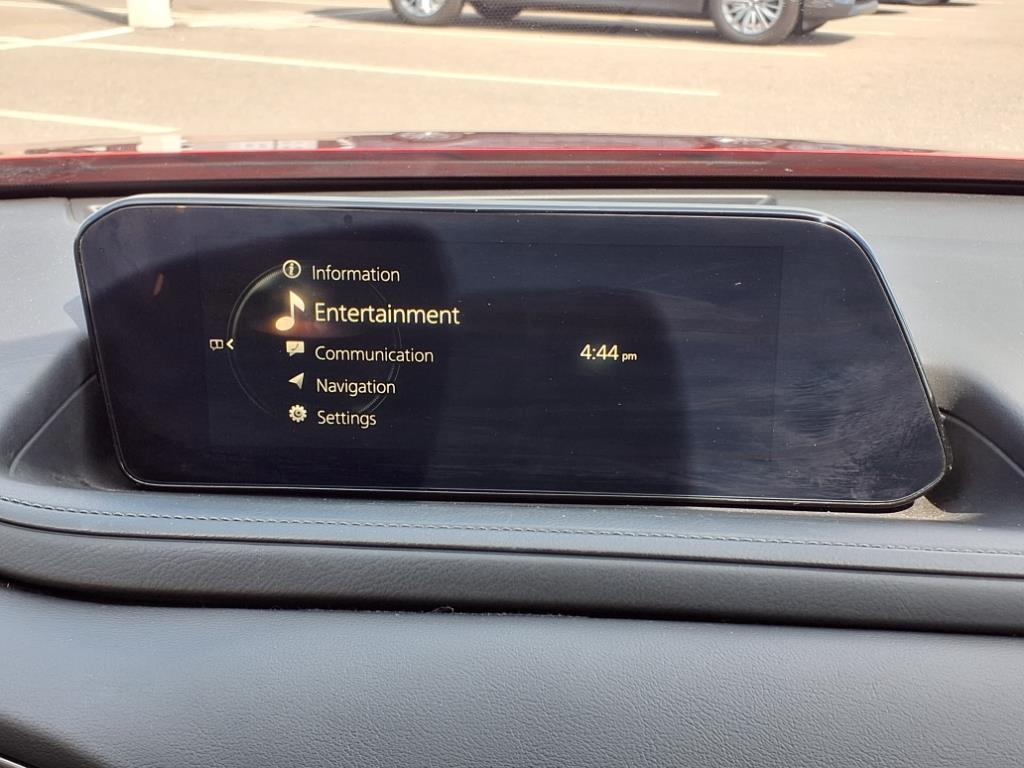 Information
Entertainment
Communication
4:44 pm
Navigation
Settings